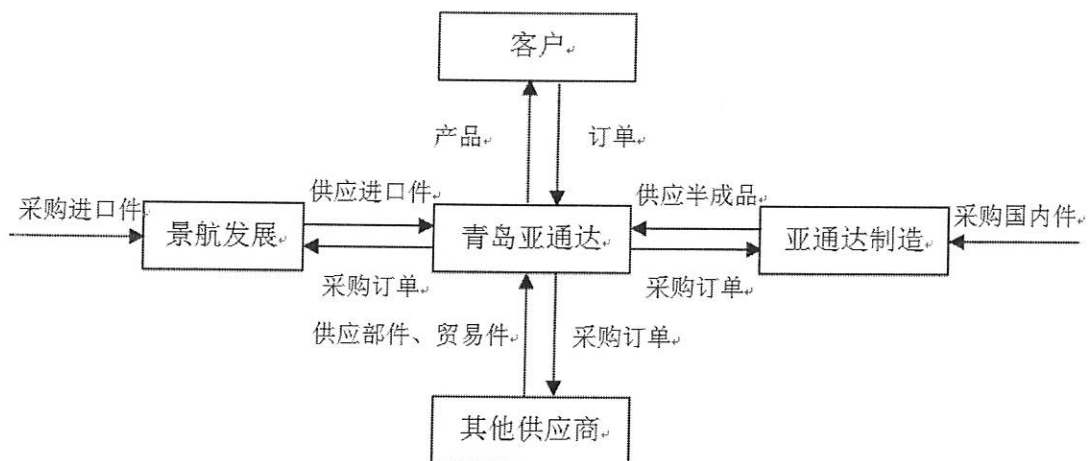 客户
产品
订单
采购进口件
供应进口件
供应半成品
采购国内件
景航发展
青岛亚通达
亚通达制造
采购订单
采购订单
供应部件、贸易件
采购订单
其他供应商